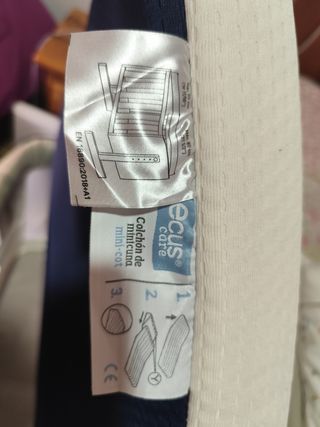 EN 16890:2018+A1
ecus®
care
Colchón de
minicuna
mini-cot
1
2
3
CE